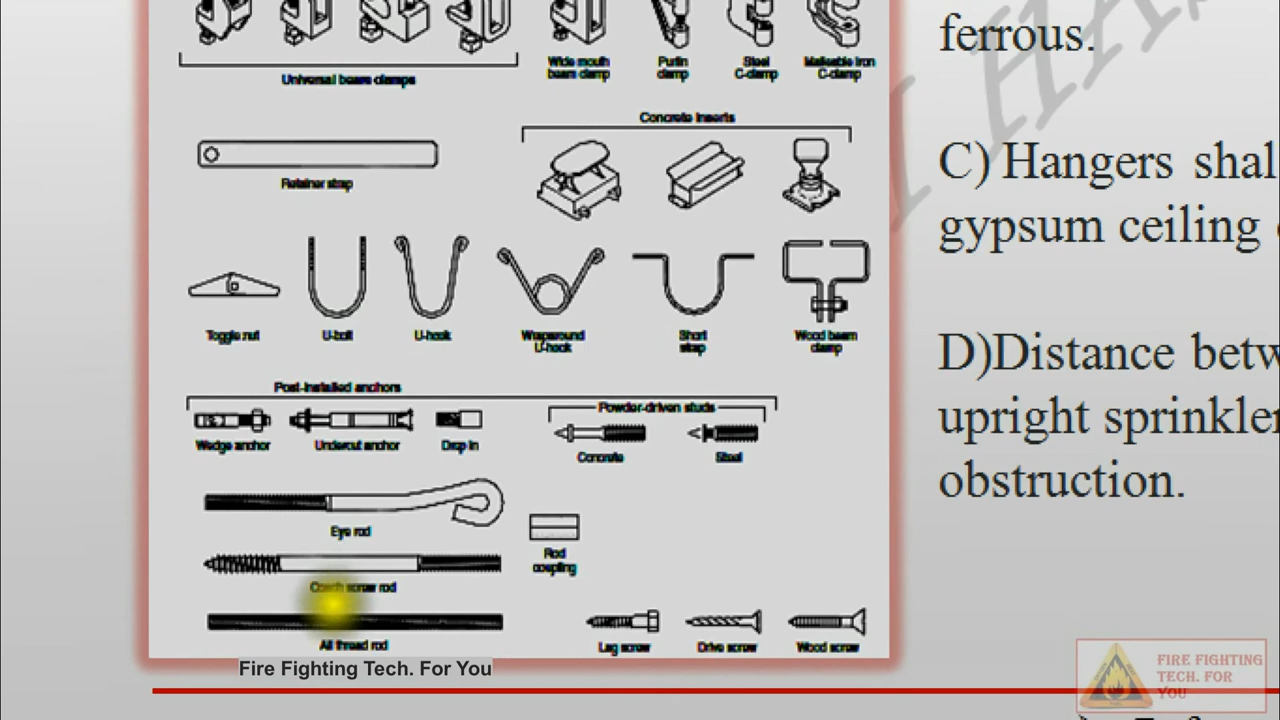 Universal beam clamps
Wide mouth
beam clamp
Purlin
clamp
Steel
C-clamp
Malleable iron
C-clamp
Concrete inserts
Retainer strap
Toggle nut
U-bolt
U-hook
Wraparound
U-hook
Short
strap
Wood beam
clamp
Post-installed anchors
Powder-driven studs
Wedge anchor
Undercut anchor
Drop in
Concrete
Steel
Eye rod
Rod
coupling
Coach screw rod
All thread rod
Lag screw
Drive screw
Wood screw
Fire Fighting Tech. For You
ferrous.
C) Hangers shal
gypsum ceiling
D)Distance betw
upright sprinkler
obstruction.
FIRE FIGHTING
TECH. FOR
YOU